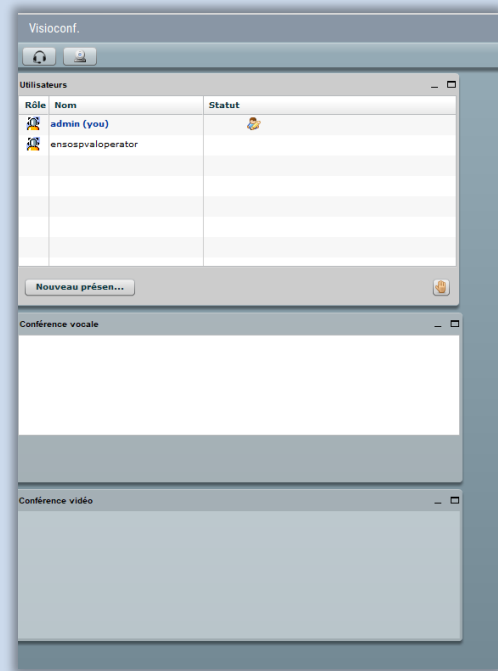 Visioconf.
Utilisateurs
Rôle Nom Statut
admin (you)
ensospvaloperator
Nouveau présen...
Conférence vocale
Conférence vidéo